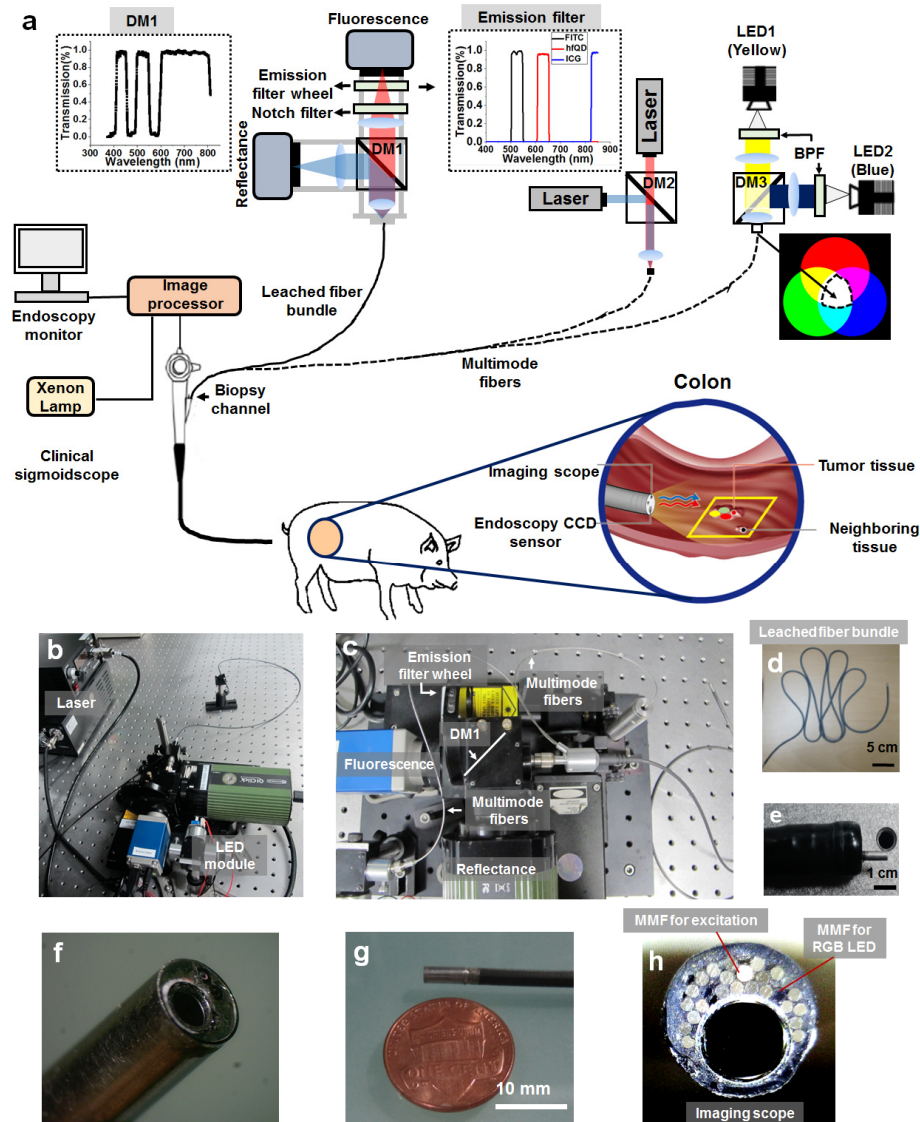 a
DM1
Transmission(%)
1.0
0.8
0.6
0.4
0.2
0.0
300 400 500 600 700 800
Wavelength (nm)
Fluorescence
Emission
filter wheel
Notch filter
Reflectance
DM1
Emission filter
Transmission(%)
1.0
0.8
0.6
0.4
0.2
0.0
FITC
hfQD
ICG
400 500 600 700 800 900
Wavelength (nm)
Laser
Laser
DM2
LED1
(Yellow)
BPF
LED2
(Blue)
DM3
Endoscopy
monitor
Image
processor
Leached fiber
bundle
Multimode
fibers
Xenon
Lamp
Biopsy
channel
Clinical
sigmoidscope
Colon
Imaging scope
Tumor tissue
Endoscopy CCD
sensor
Neighboring
tissue
b
Laser
LED
module
c
Emission
filter wheel
Multimode
fibers
DM1
Fluorescence
Multimode
fibers
Reflectance
Leached fiber bundle
d
5 cm
e
1 cm
f
g
10 mm
MMF for excitation
MMF for
RGB LED
h
Imaging scope